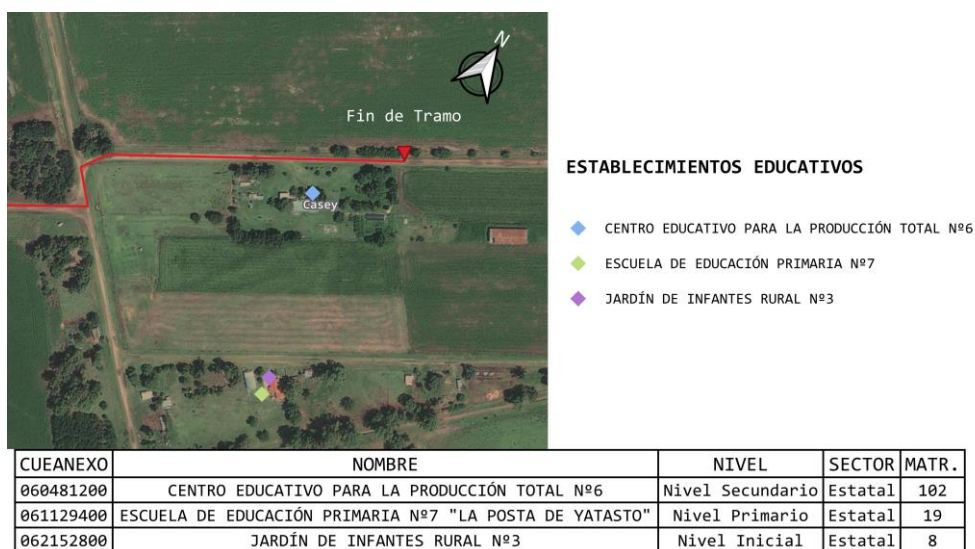 N
Fin de Tramo
Casey
ESTABLECIMIENTOS EDUCATIVOS
CENTRO EDUCATIVO PARA LA PRODUCCIÓN TOTAL Nº6
ESCUELA DE EDUCACIÓN PRIMARIA Nº7
JARDÍN DE INFANTES RURAL Nº3
CUEANEXO NOMBRE NIVEL SECTOR MATR.
060481200 CENTRO EDUCATIVO PARA LA PRODUCCIÓN TOTAL Nº6 Nivel Secundario Estatal 102
061129400 ESCUELA DE EDUCACIÓN PRIMARIA Nº7 "LA POSTA DE YATASTO" Nivel Primario Estatal 19
062152800 JARDÍN DE INFANTES RURAL Nº3 Nivel Inicial Estatal 8